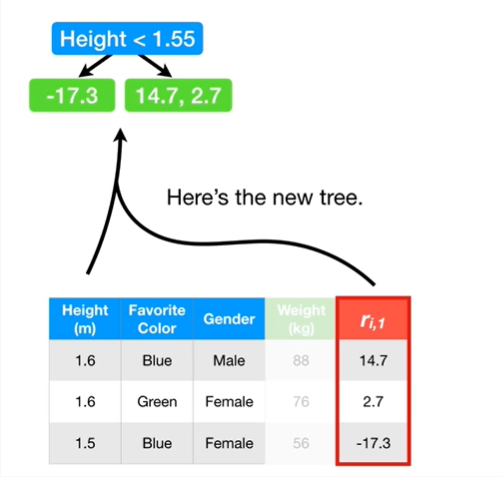 Height < 1.55
-17.3 14.7, 2.7
Here's the new tree.
Height (m) Favorite Color Gender Weight (kg) ri,1
1.6 Blue Male 88 14.7
1.6 Green Female 76 2.7
1.5 Blue Female 56 -17.3